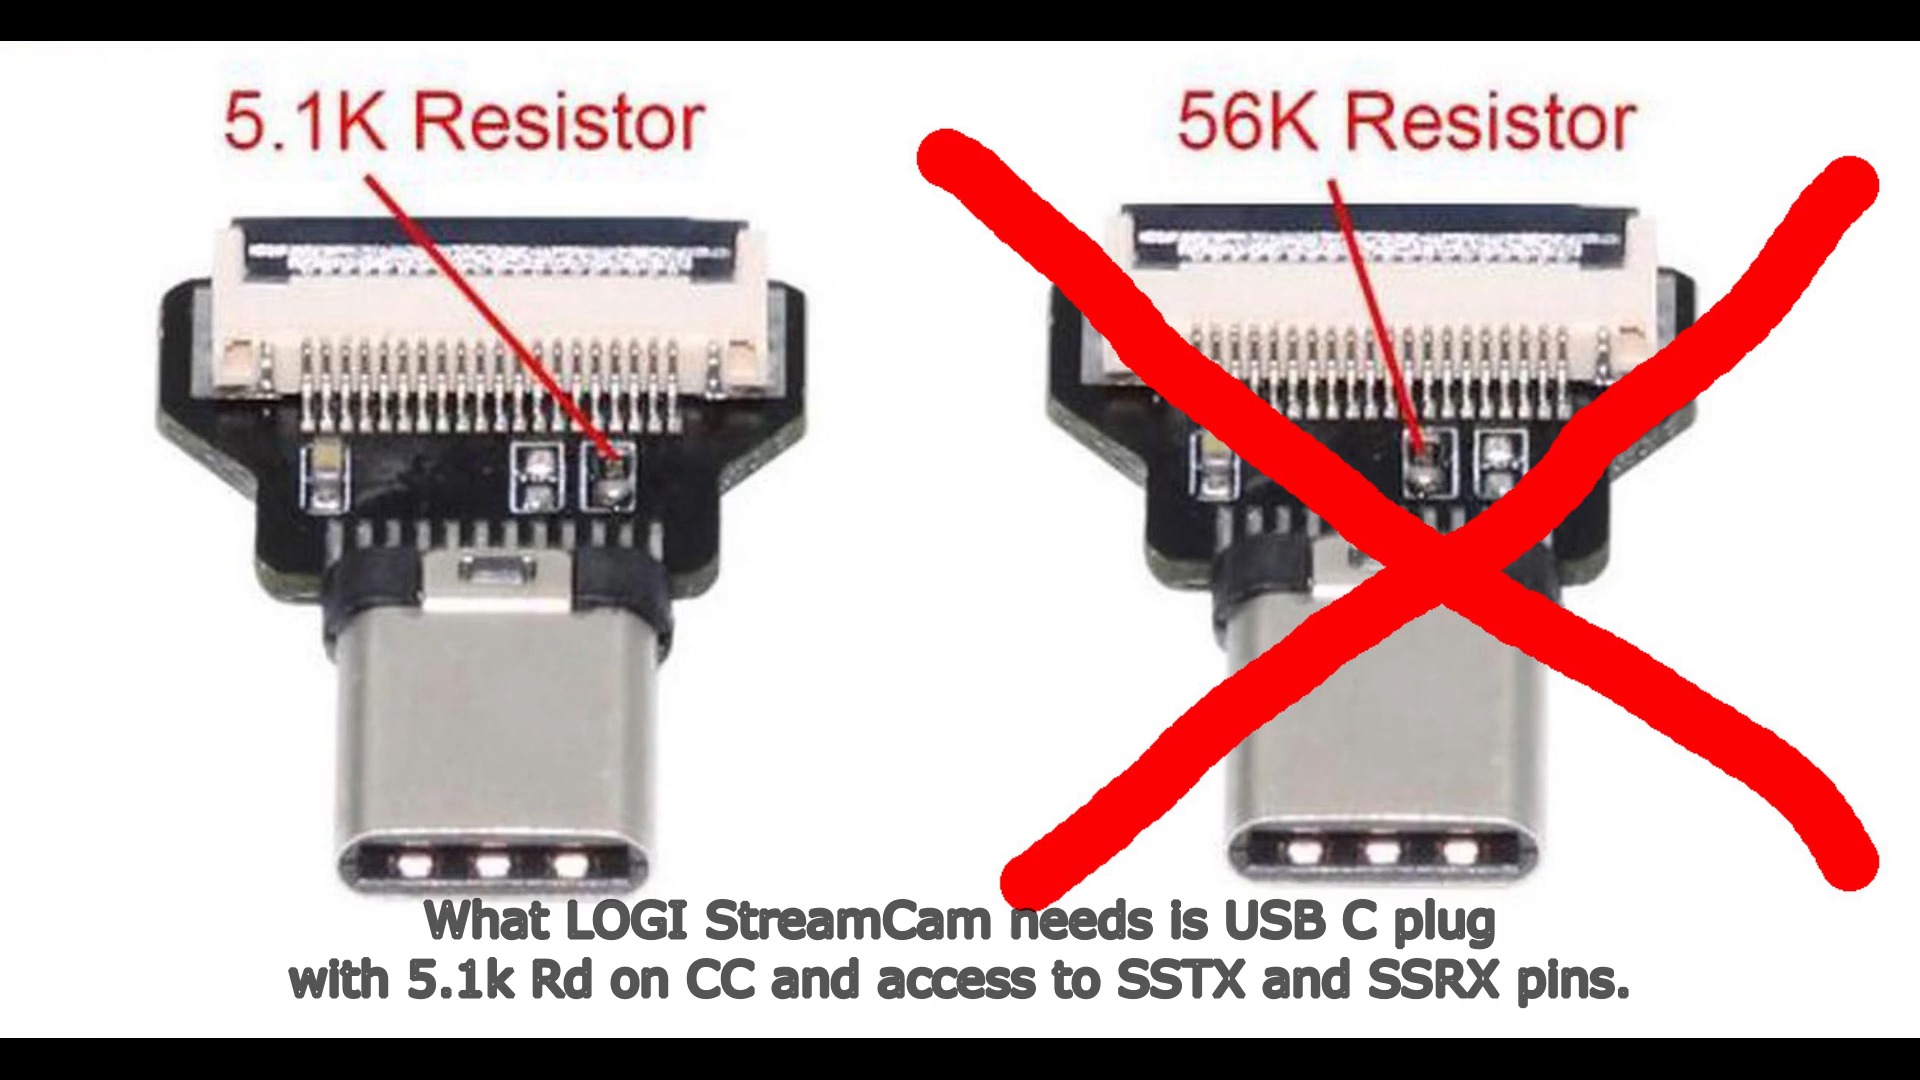 5.1K Resistor
56K Resistor
What LOGI StreamCam needs is USB C plug
with 5.1k Rd on CC and access to SSTX and SSRX pins.